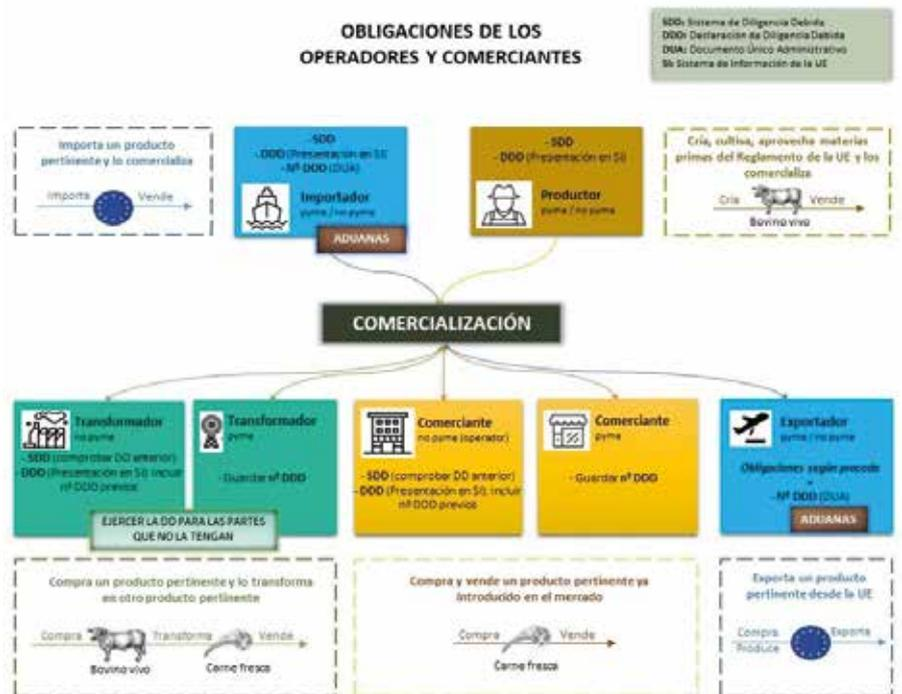 OBLIGACIONES DE LOS
OPERADORES Y COMERCIANTES
SDD: Sistema de Diligencia Debida
DDD: Declaración de Diligencia Debida
DUA: Documento Único Administrativo
SI: Sistema de Información de la UE
Importa un producto
pertinente y lo comercializa
Importa
Vende
- SDD
- DDD (Presentación en SI)
- Nº DDD (DUA)
Importador
pyme / no pyme
ADUANAS
- SDD
- DDD (Presentación en SI)
Productor
pyme / no pyme
Cría, cultiva, aprovecha materias
primas del Reglamento de la UE y los
comercializa
Cría
Vende
Bovino vivo
COMERCIALIZACIÓN
Transformador
no pyme
- SDD (comprobar DD anterior)
- DDD (Presentación en SI): incluir
nº DDD previos
Transformador
pyme
- Guardar nº DDD
EJERCER LA DD PARA LAS PARTES
QUE NO LA TENGAN
Comerciante
no pyme (operador)
- SDD (comprobar DD anterior)
- DDD (Presentación en SI): incluir
nº DDD previos
Comerciante
pyme
- Guardar nº DDD
Exportador
pyme / no pyme
Obligaciones según proceda
+
- Nº DDD (DUA)
ADUANAS
Compra un producto pertinente y lo transforma
en otro producto pertinente
Compra
Transforma
Vende
Bovino vivo
Carne fresca
Compra y vende un producto pertinente ya
introducido en el mercado
Compra
Vende
Carne fresca
Exporta un producto
pertinente desde la UE
Compra
Produce
Exporta